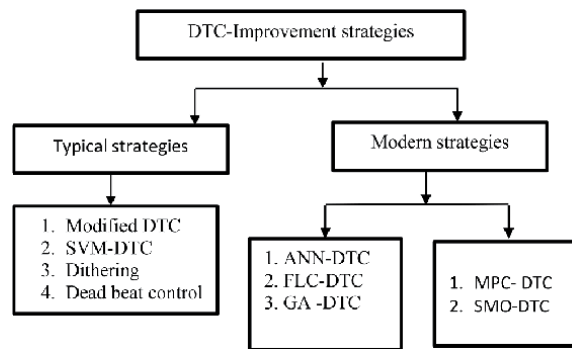 DTC-Improvement strategies
Typical strategies
Modern strategies
1. Modified DTC
2. SVM-DTC
3. Dithering
4. Dead beat control
1. ANN-DTC
2. FLC-DTC
3. GA -DTC
1. MPC- DTC
2. SMO-DTC